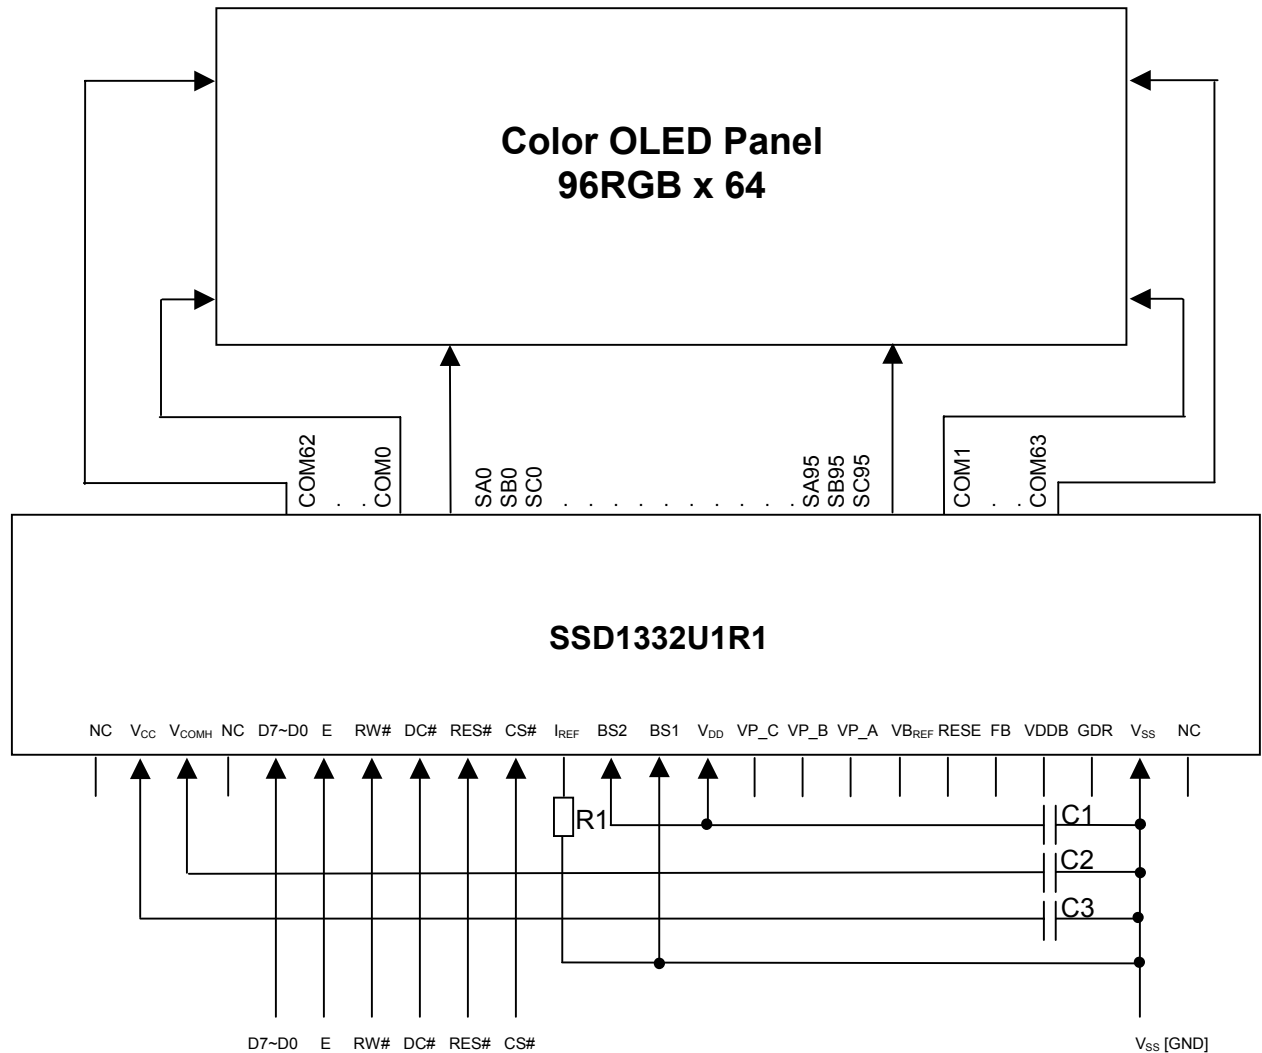 Color OLED Panel
96RGB x 64
COM62
. .
COM0
SA0
SB0
SC0
. . . . . . . . . .
SA95
SB95
SC95
COM1
. .
COM63
SSD1332U1R1
NC VCC VCOMH NC D7~D0 E RW# DC# RES# CS# IREF BS2 BS1 VDD VP_C VP_B VP_A VBREF RESE FB VDDB GDR VSS NC
R1
C1
C2
C3
D7~D0 E RW# DC# RES# CS# VSS [GND]